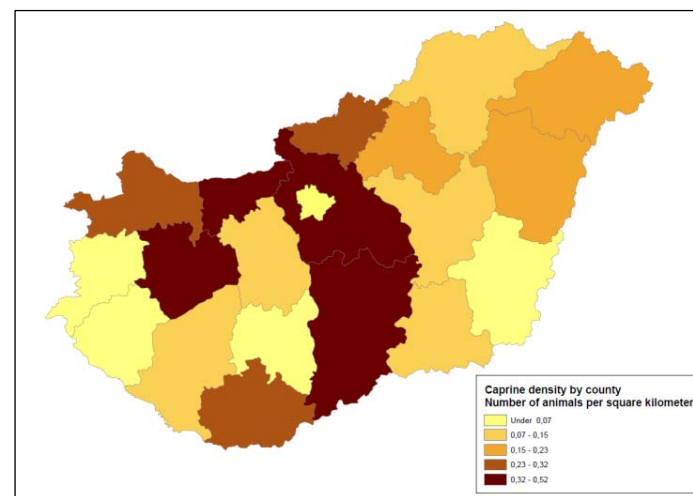 Caprine density by county
Number of animals per square kilometer
Under 0,07
0,07 - 0,15
0,15 - 0,23
0,23 - 0,32
0,32 - 0,52